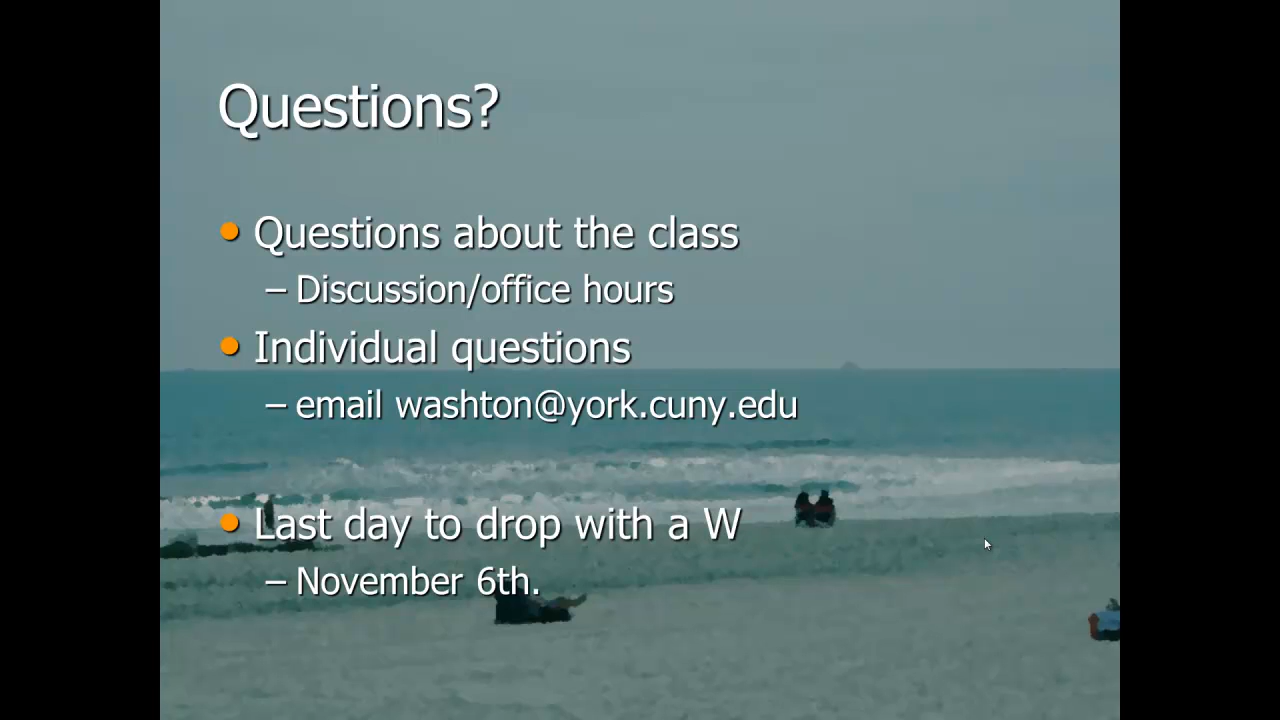 Questions?
• Questions about the class
– Discussion/office hours
• Individual questions
– email washton@york.cuny.edu
• Last day to drop with a W
– November 6th.